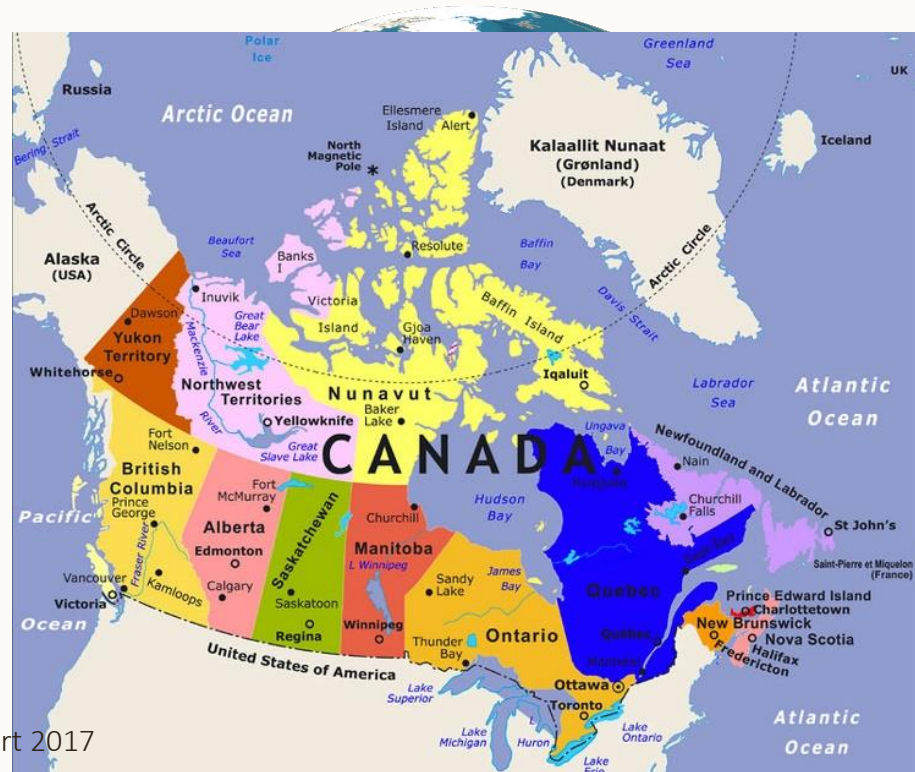 Polar
Ice
Greenland
Sea
UK
Russia
Arctic Ocean
Ellesmere
Island
Alert
Bering Strait
North
Magnetic
Pole
Kalaallit Nunaat
(Grønland)
(Denmark)
Iceland
Arctic Circle
Arctic Circle
Beaufort
Sea
Banks
I
Resolute
Baffin
Bay
Alaska
(USA)
Inuvik
Victoria
Island
Great
Bear
Lake
Gjoa
Haven
Baffin Island
Davis Strait
Dawson
Yukon
Territory
Mackenzie
River
Whitehorse
Northwest
Territories
Nunavut
Iqaluit
Labrador
Sea
Atlantic
Ocean
Yellowknife
Baker
Lake
Great
Slave Lake
CANADA
Ungava
Bay
Newfoundland and Labrador
Nain
Fort
Nelson
British
Columbia
Fort
McMurray
Hudson
Bay
Churchill
Falls
St John's
Pacific
Ocean
Prince
George
Alberta
Saskatchewan
Churchill
Manitoba
Saint-Pierre et Miquelon
(France)
Edmonton
Fraser River
L Winnipeg
James
Bay
Sandy
Lake
Vancouver
Kamloops
Calgary
Saskatoon
Quebec
Prince Edward Island
Charlottetown
Victoria
Regina
Winnipeg
Ontario
Québec
New Brunswick
Nova Scotia
Halifax
Fredericton
United States of America
Thunder
Bay
Ottawa
Toronto
Lake
Superior
Lake
Michigan
L
Huron
Lake
Ontario
Lake
Erie
Atlantic
Ocean
rt 2017